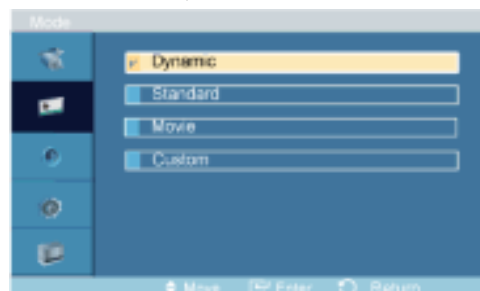 Mode
Dynamic
Standard
Movie
Custom
Move Enter Return